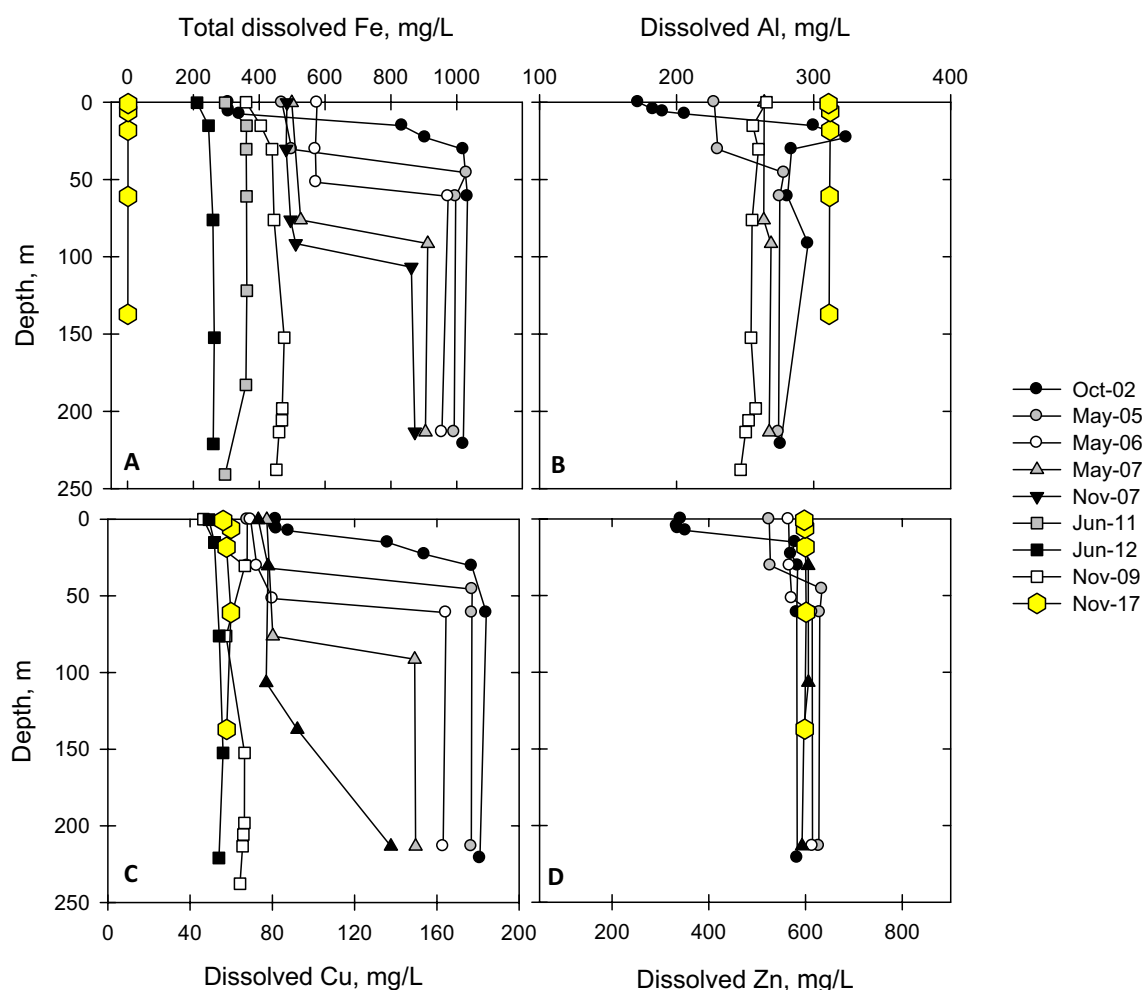 Total dissolved Fe, mg/L
Dissolved Al, mg/L
0 200 400 600 800 1000
100 200 300 400
0
50
100
150
200
250
Depth, m
A
B
Oct-02
May-05
May-06
May-07
Nov-07
Jun-11
Jun-12
Nov-09
Nov-17
0
50
100
150
200
250
Depth, m
C
D
0 40 80 120 160 200
200 400 600 800
Dissolved Cu, mg/L
Dissolved Zn, mg/L